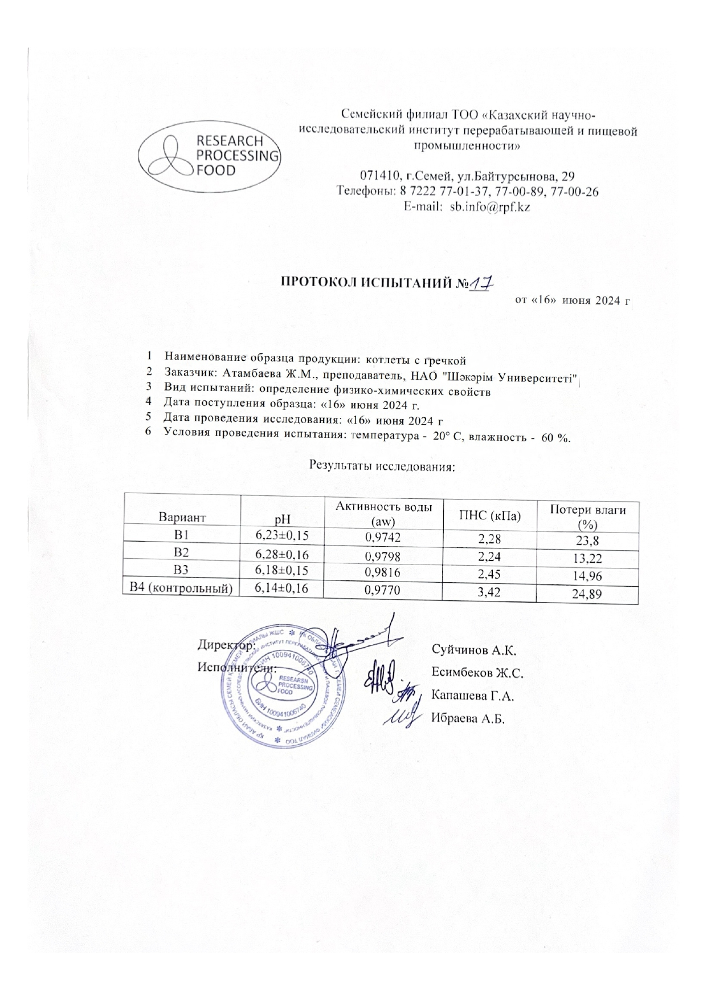 RESEARCH
PROCESSING
FOOD
Семейский филиал ТОО «Казахский научно-
исследовательский институт перерабатывающей и пищевой
промышленности»
071410, г.Семей, ул.Байтурсынова, 29
Телефоны: 8 7222 77-01-37, 77-00-89, 77-00-26
E-mail: sb.info@rpf.kz
ПРОТОКОЛ ИСПЫТАНИЙ №17
от «16» июня 2024 г
1 Наименование образца продукции: котлеты с гречкой
2 Заказчик: Атамбаева Ж.М., преподаватель, НАО "Шәкәрім Университеті"
3 Вид испытаний: определение физико-химических свойств
4 Дата поступления образца: «16» июня 2024 г.
5 Дата проведения исследования: «16» июня 2024 г
6 Условия проведения испытания: температура - 20° С, влажность - 60 %.
Результаты исследования:
Вариант pH Активность воды (aw) ПНС (кПа) Потери влаги (%)
В1 6,23±0,15 0,9742 2,28 23,8
В2 6,28±0,16 0,9798 2,24 13,22
В3 6,18±0,15 0,9816 2,45 14,96
В4 (контрольный) 6,14±0,16 0,9770 3,42 24,89
Директор: Суйчинов А.К.
Исполнители: Есимбеков Ж.С.
Капашева Г.А.
Ибраева А.Б.
БИН 100941006740
RESEARSN
PROCESSING
FOOD
БИН 100941006740